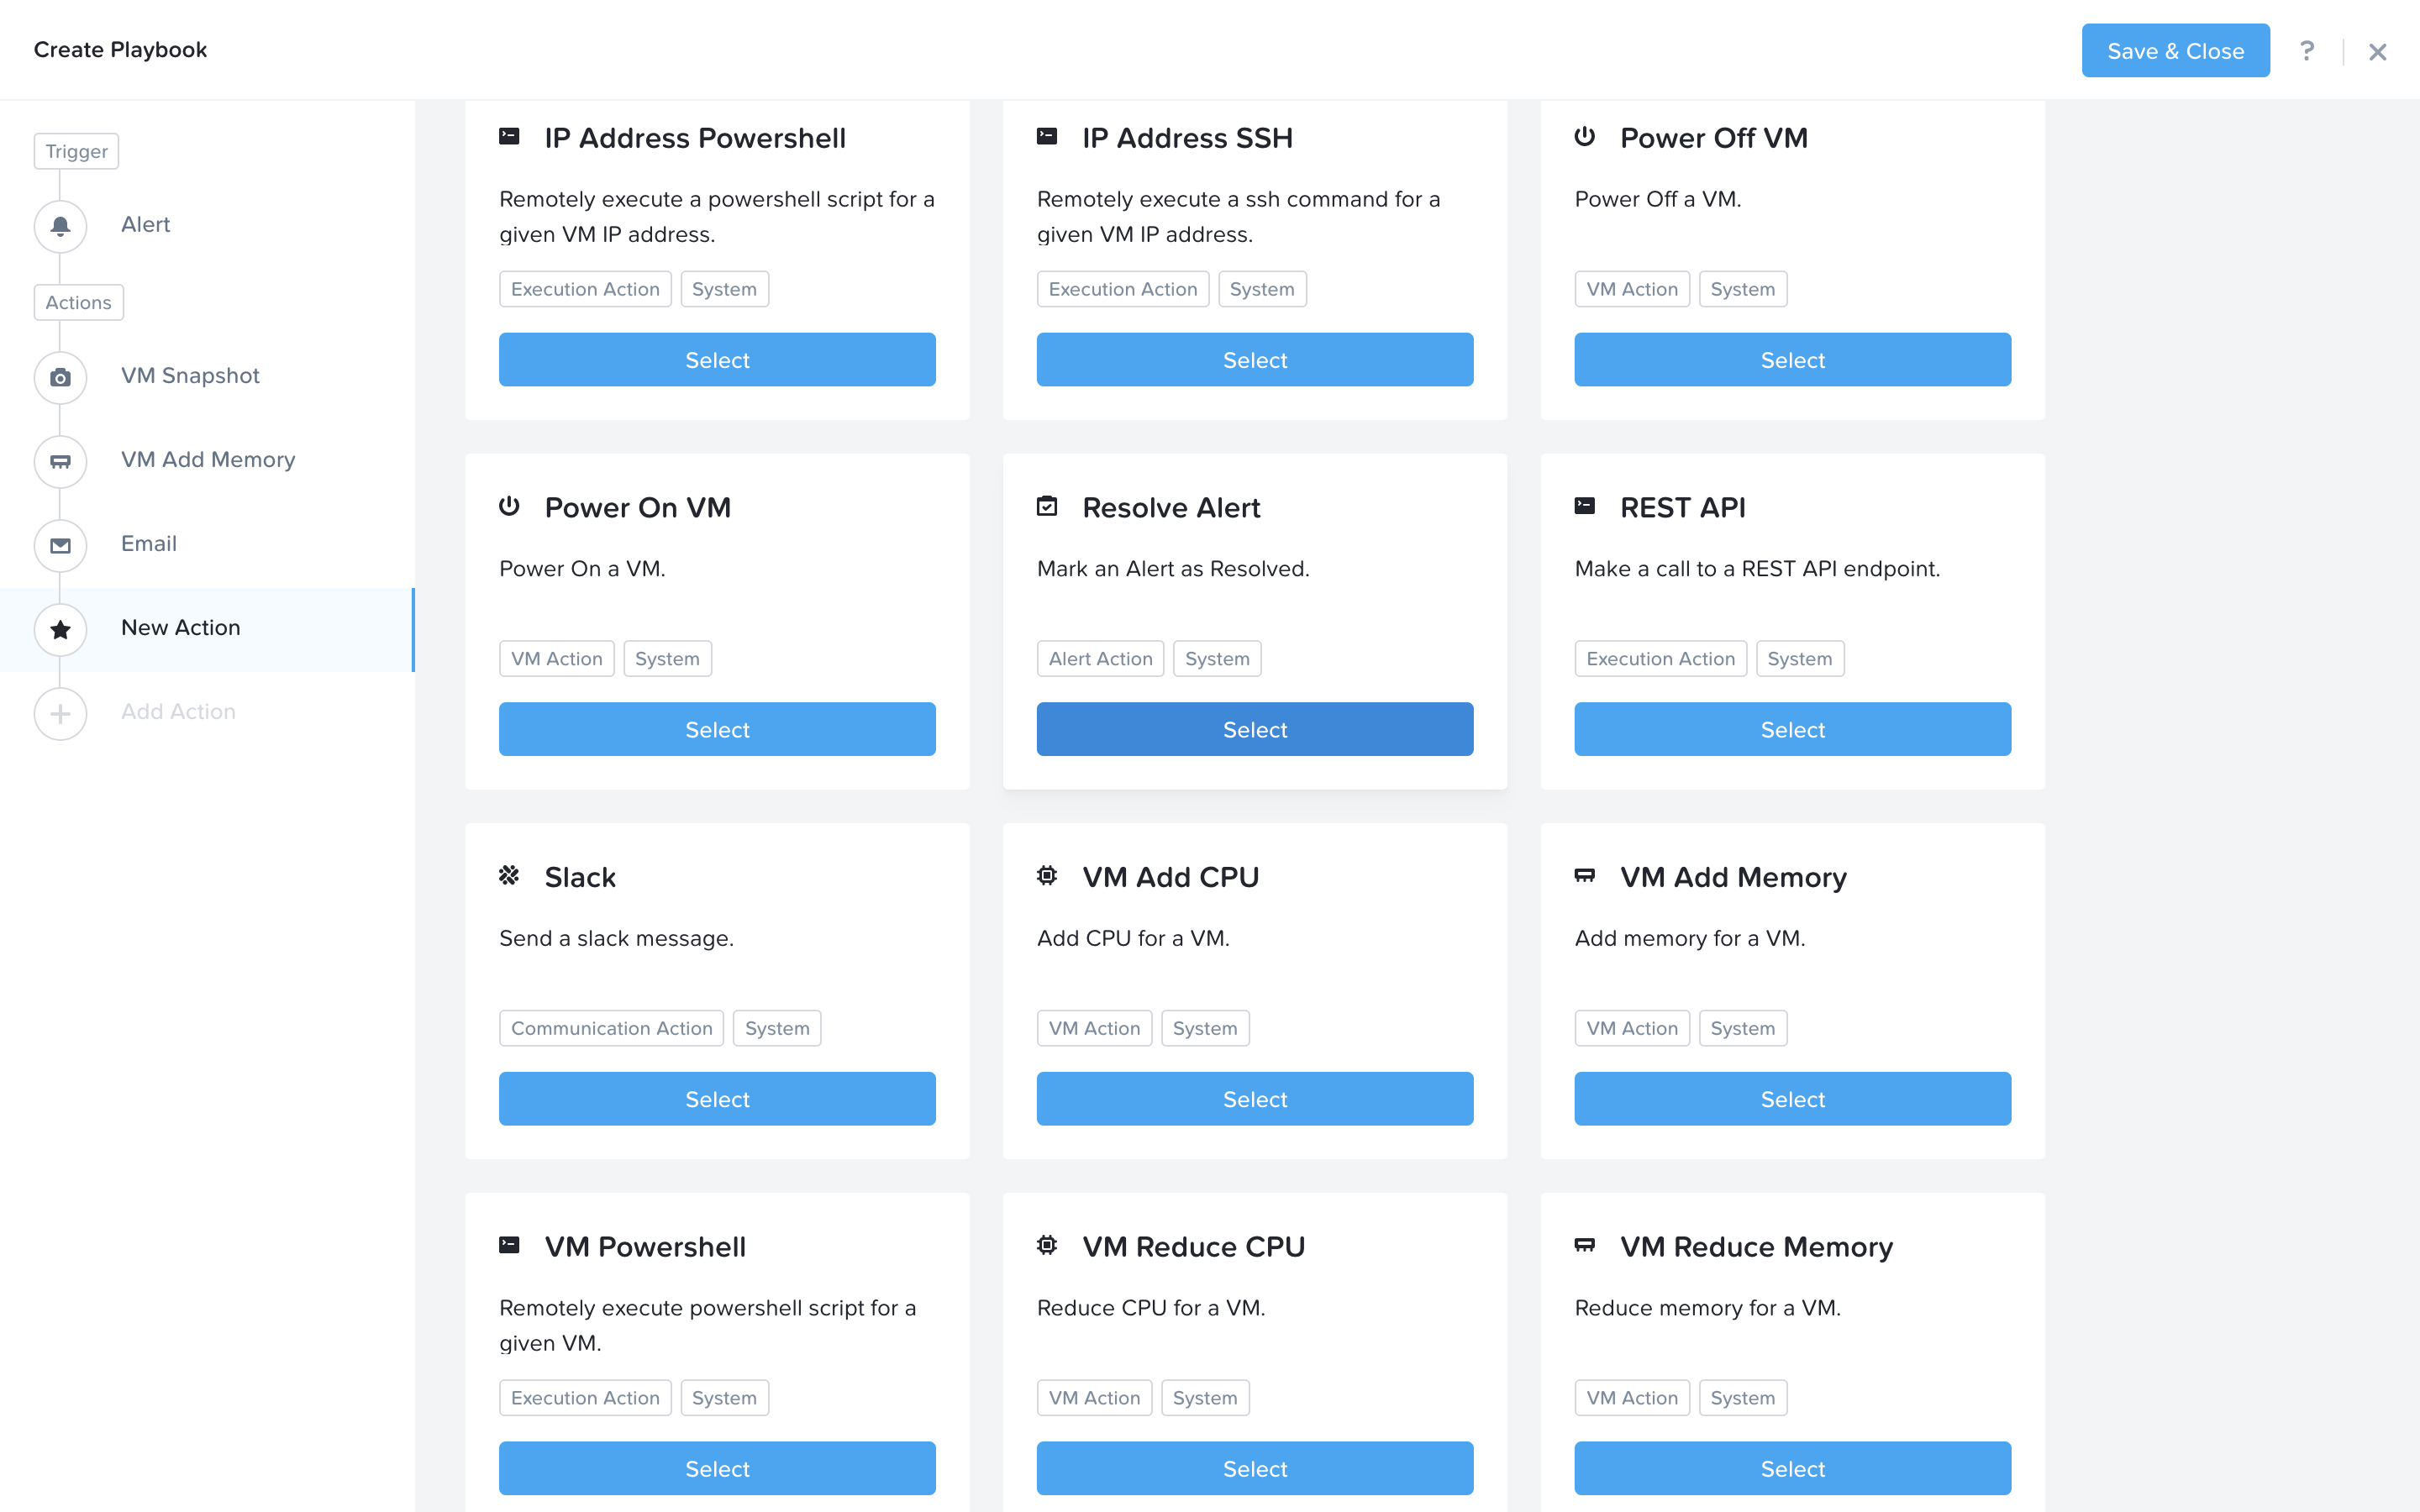 Create Playbook
Save & Close
?
Trigger
Alert
Actions
VM Snapshot
VM Add Memory
Email
New Action
Add Action
IP Address Powershell
Remotely execute a powershell script for a
given VM IP address.
Execution Action
System
Select
IP Address SSH
Remotely execute a ssh command for a
given VM IP address.
Execution Action
System
Select
Power Off VM
Power Off a VM.
VM Action
System
Select
Power On VM
Power On a VM.
VM Action
System
Select
Resolve Alert
Mark an Alert as Resolved.
Alert Action
System
Select
REST API
Make a call to a REST API endpoint.
Execution Action
System
Select
Slack
Send a slack message.
Communication Action
System
Select
VM Add CPU
Add CPU for a VM.
VM Action
System
Select
VM Add Memory
Add memory for a VM.
VM Action
System
Select
VM Powershell
Remotely execute powershell script for a
given VM.
Execution Action
System
Select
VM Reduce CPU
Reduce CPU for a VM.
VM Action
System
Select
VM Reduce Memory
Reduce memory for a VM.
VM Action
System
Select